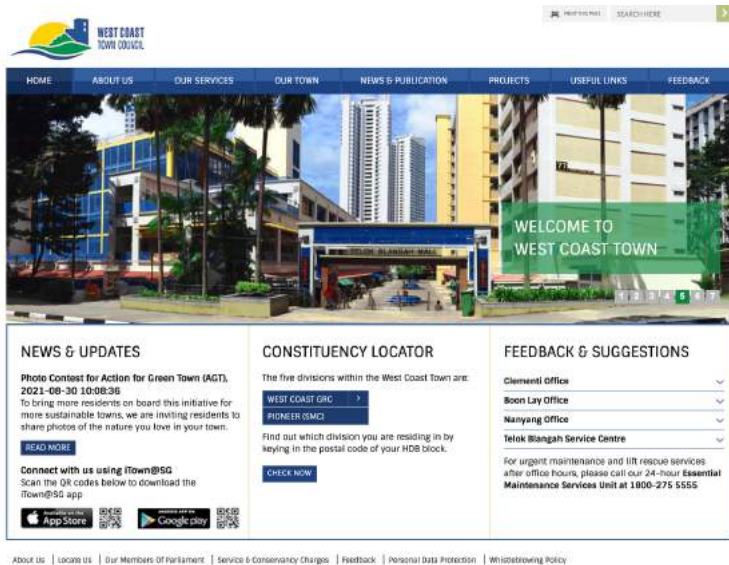 WEST COAST
TOWN COUNCIL
PRINT THIS PAGE
SEARCH HERE
HOME
ABOUT US
OUR SERVICES
OUR TOWN
NEWS & PUBLICATION
PROJECTS
USEFUL LINKS
FEEDBACK
TELOK BLANGAH MALL
WELCOME TO
WEST COAST TOWN
1 2 3 4 5 6 7
NEWS & UPDATES
Photo Contest for Action for Green Town (AGT),
2021-08-30 10:08:36
To bring more residents on board this initiative for
more sustainable towns, we are inviting residents to
share photos of the nature you love in your town.
READ MORE
Connect with us using iTown@SG
Scan the QR codes below to download the
iTown@SG app
Available on the
App Store
ANDROID APP ON
Google play
CONSTITUENCY LOCATOR
The five divisions within the West Coast Town are:
WEST COAST GRC >
PIONEER (SMC)
Find out which division you are residing in by
keying in the postal code of your HDB block.
CHECK NOW
FEEDBACK & SUGGESTIONS
Clementi Office
Boon Lay Office
Nanyang Office
Telok Blangah Service Centre
For urgent maintenance and lift rescue services
after office hours, please call our 24-hour Essential
Maintenance Services Unit at 1800-275 5555
About Us | Locate Us | Our Members Of Parliament | Service & Conservancy Charges | Feedback | Personal Data Protection | Whistleblowing Policy